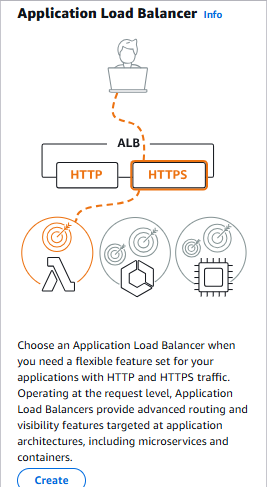 Application Load Balancer Info
ALB
HTTP HTTPS
Choose an Application Load Balancer when
you need a flexible feature set for your
applications with HTTP and HTTPS traffic.
Operating at the request level, Application
Load Balancers provide advanced routing and
visibility features targeted at application
architectures, including microservices and
containers.
Create